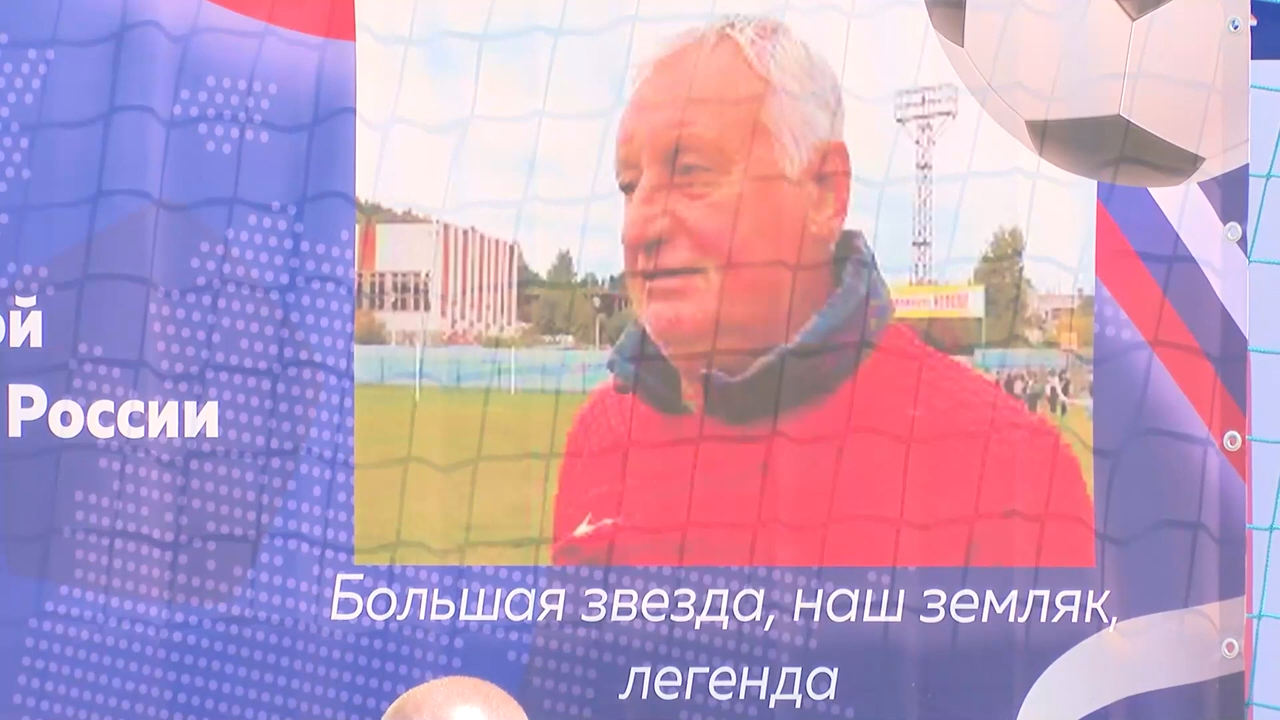 ой
России
Большая звезда, наш земляк,
легенда